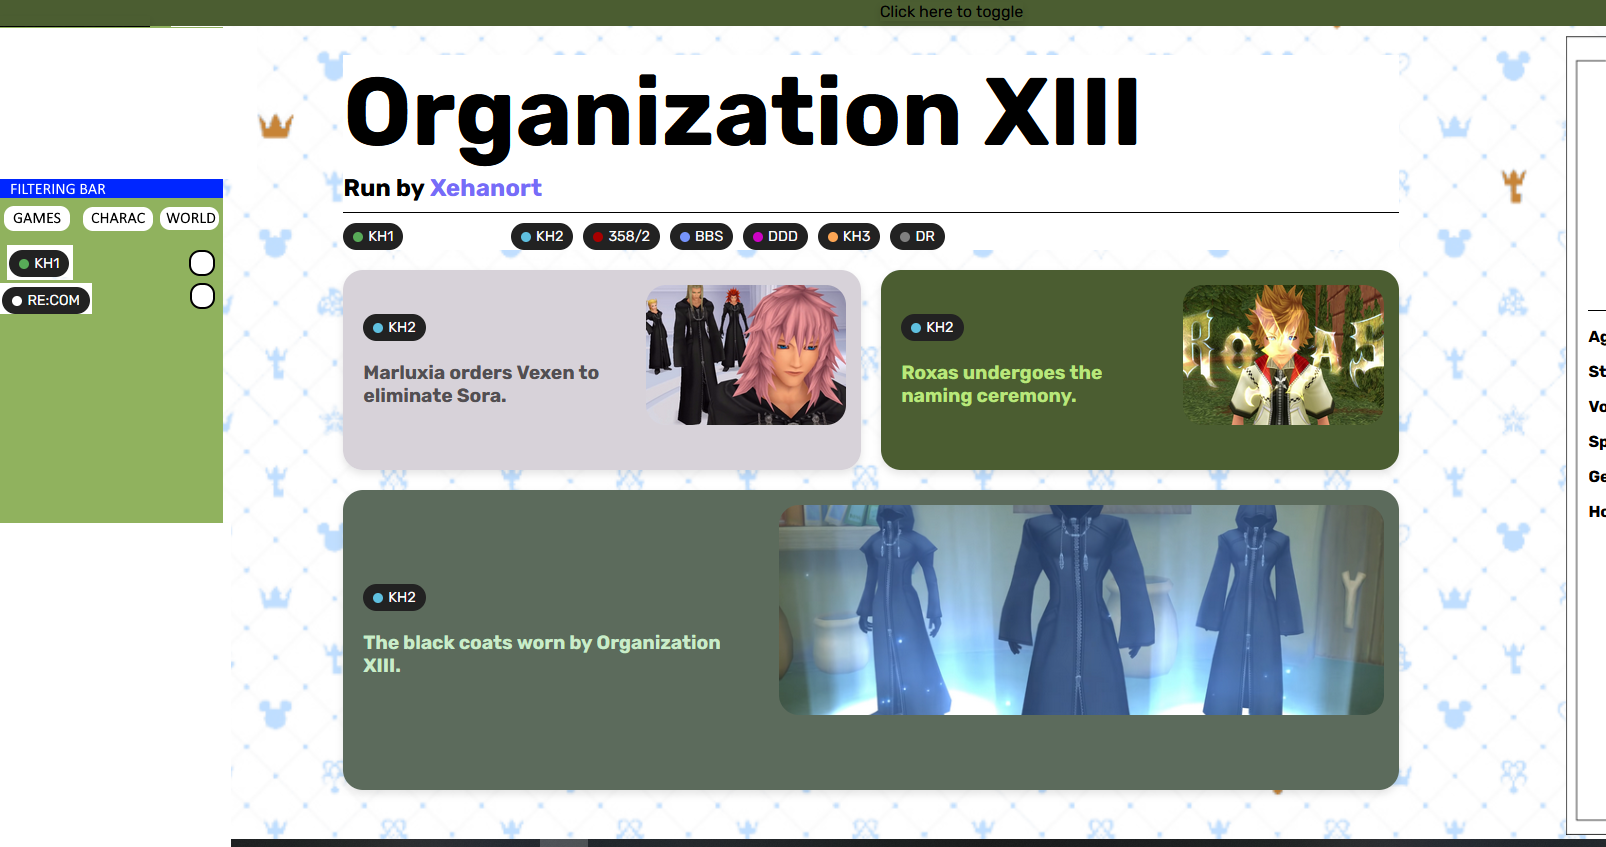 Click here to toggle
Organization XIII
Run by Xehanort
KH1 KH2 358/2 BBS DDD KH3 DR
FILTERING BAR
GAMES CHARAC WORLD
KH1
RE:COM
KH2
Marluxia orders Vexen to
eliminate Sora.
KH2
Roxas undergoes the
naming ceremony.
ROXAS
KH2
The black coats worn by Organization
XIII.
Y
Ag
St
Vo
Sp
Ge
Ho